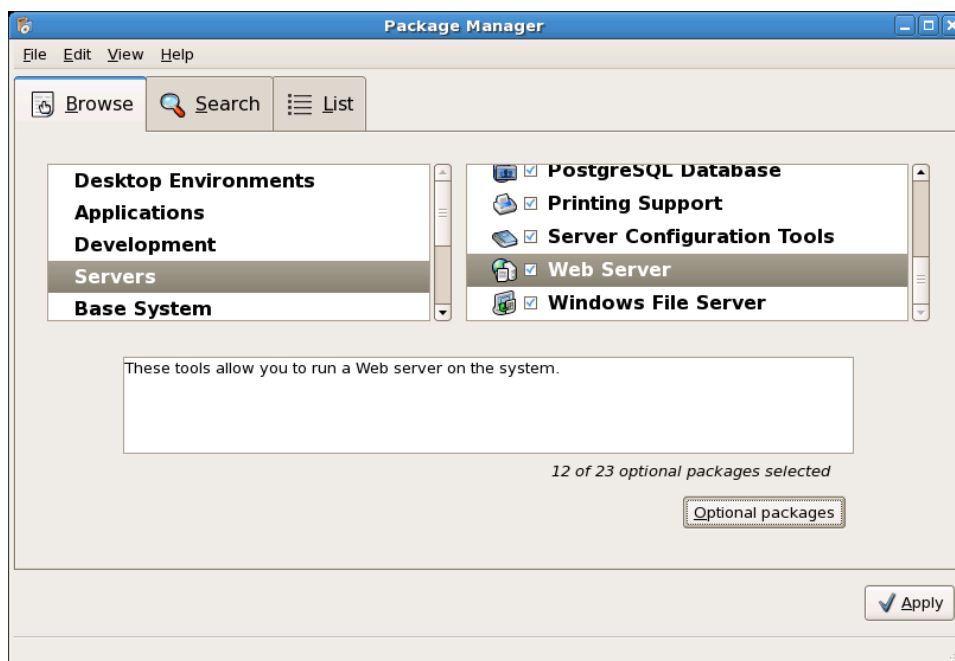 Package Manager
File Edit View Help
Browse Search List
Desktop Environments
Applications
Development
Servers
Base System
PostgreSQL Database
Printing Support
Server Configuration Tools
Web Server
Windows File Server
These tools allow you to run a Web server on the system.
12 of 23 optional packages selected
Optional packages
Apply